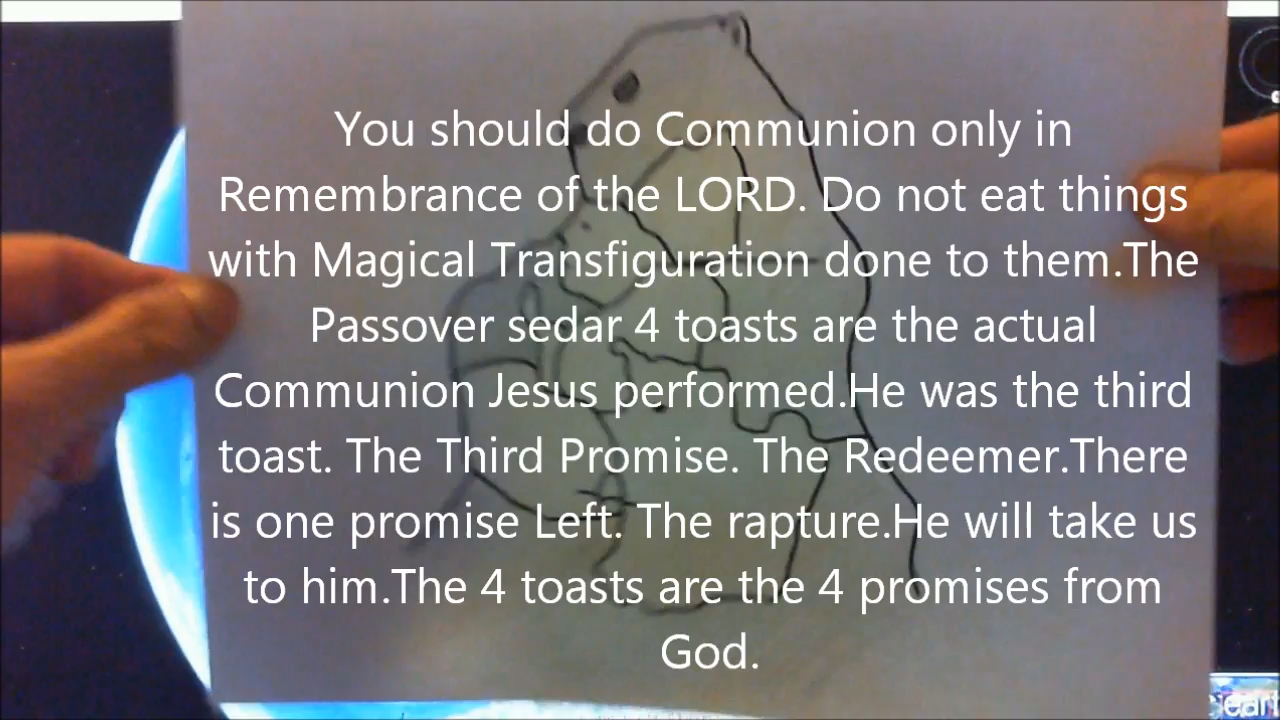 You should do Communion only in
Remembrance of the LORD. Do not eat things
with Magical Transfiguration done to them.The
Passover sedar 4 toasts are the actual
Communion Jesus performed.He was the third
toast. The Third Promise. The Redeemer.There
is one promise Left. The rapture.He will take us
to him.The 4 toasts are the 4 promises from
God.